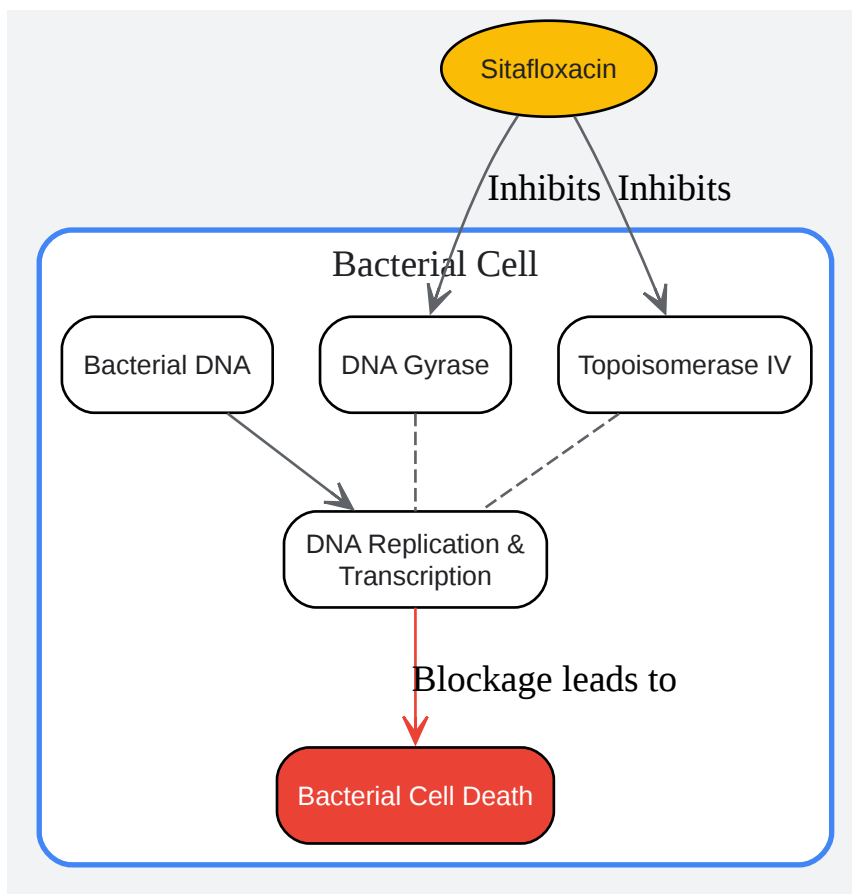 Sitafloxacin
Inhibits Inhibits
Bacterial Cell
Bacterial DNA
DNA Gyrase
Topoisomerase IV
DNA Replication &
Transcription
Blockage leads to
Bacterial Cell Death